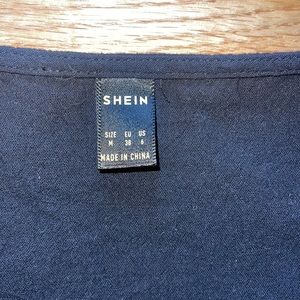 SHEIN
SIZE EU US
M 38 6
MADE IN CHINA